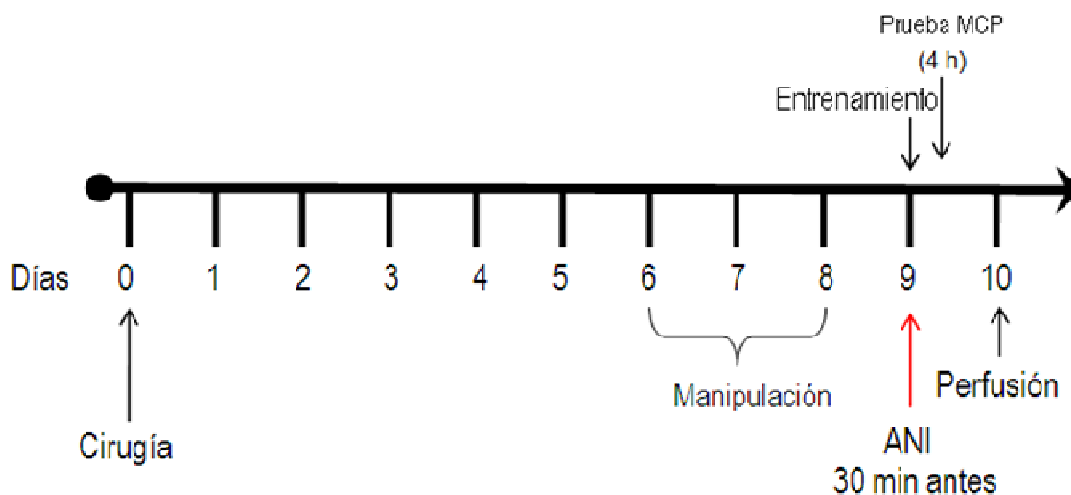 Prueba MCP
(4 h)
Entrenamiento
Días 0 1 2 3 4 5 6 7 8 9 10
Manipulación
Perfusión
Cirugía
ANI
30 min antes